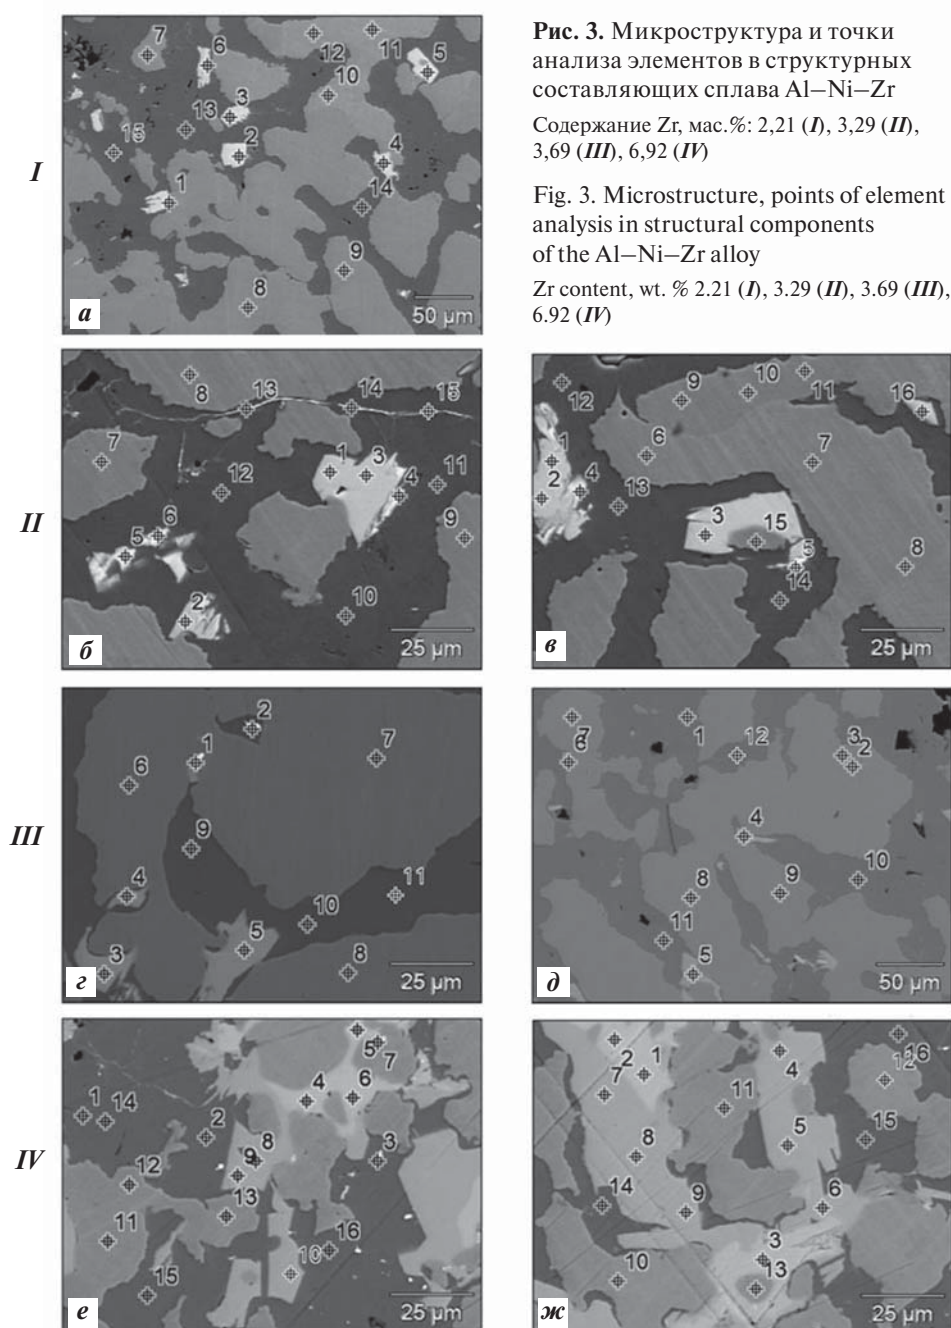 Рис. 3. Микроструктура и точки
анализа элементов в структурных
составляющих сплава Al–Ni–Zr
Содержание Zr, мас.%: 2,21 (I), 3,29 (II),
3,69 (III), 6,92 (IV)
Fig. 3. Microstructure, points of element
analysis in structural components
of the Al–Ni–Zr alloy
Zr content, wt. % 2.21 (I), 3.29 (II), 3.69 (III),
6.92 (IV)
I
7 6 12 11 5
10
15 13 3
2 4
1 14
9
8
а 50 µm
II
8 13 14 15
7 1 3
12 4 11
5 6 9
2 10
б 25 µm
9 10 11
12 16
1 6 7
2 4 13
3 15
5 8
14
в 25 µm
III
2
1 7
6
9
4 11
10
3 5 8
г 25 µm
7 1 12 3
6 2
4
8 9 10
11
5
д 50 µm
IV
5 7
4 6
1 14 2
9 8 3
12
13
11 16
10
15
е 25 µm
2 1 4 12 16
7 11
5 15
8
14 9 6
3
10 13
ж 25 µm